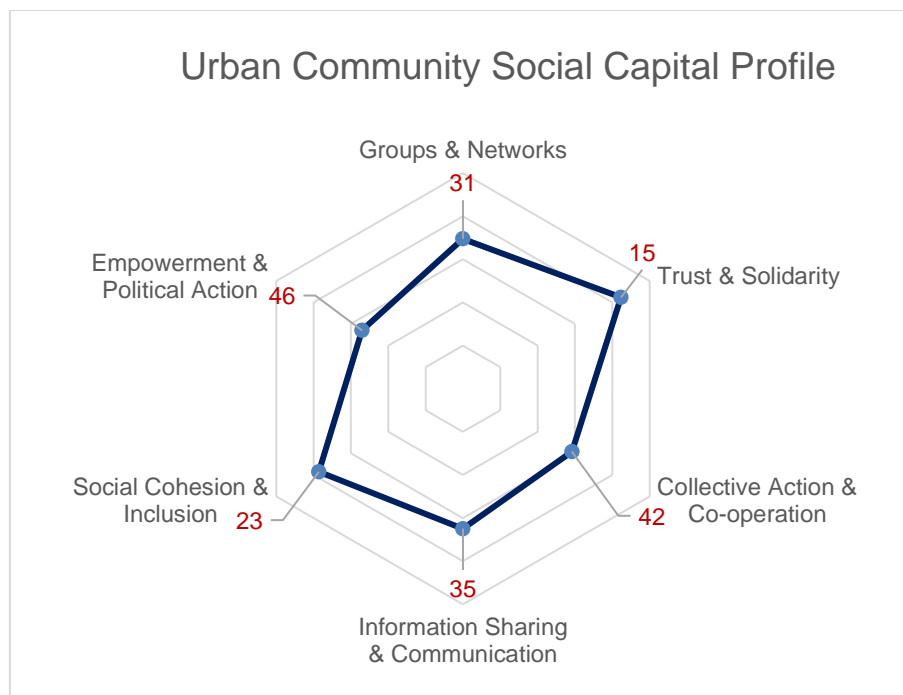 Urban Community Social Capital Profile
Groups & Networks
31
15
Trust & Solidarity
Empowerment &
Political Action
46
Social Cohesion &
Inclusion
23
Collective Action &
Co-operation
42
35
Information Sharing
& Communication